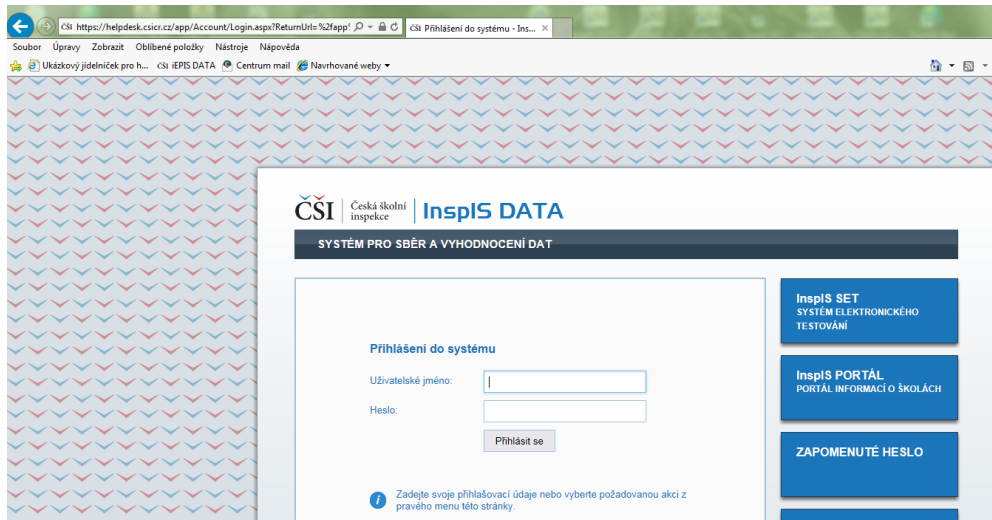 ČŠI https://helpdesk.csicr.cz/app/Account/Login.aspx?ReturnUrl=%2fapp
ČŠI Přihlášení do systému - Ins...
Soubor Úpravy Zobrazit Oblíbené položky Nástroje Nápověda
Ukázkový jídelníček pro h... ČŠI iEPIS DATA Centrum mail Navrhované weby
ČŠI Česká školní
inspekce
InspIS DATA
SYSTÉM PRO SBĚR A VYHODNOCENÍ DAT
Přihlášení do systému
Uživatelské jméno:
Heslo:
Přihlásit se
Zadejte svoje přihlašovací údaje nebo vyberte požadovanou akci z
pravého menu této stránky.
InspIS SET
SYSTÉM ELEKTRONICKÉHO
TESTOVÁNÍ
InspIS PORTÁL
PORTÁL INFORMACÍ O ŠKOLÁCH
ZAPOMENUTÉ HESLO